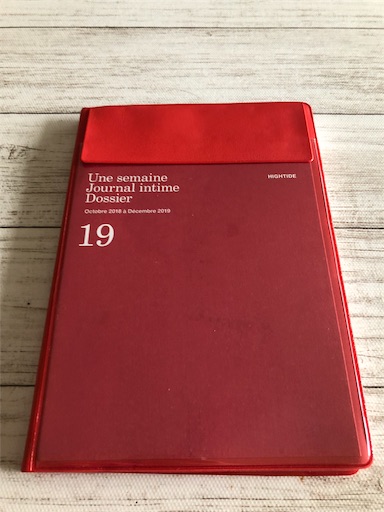 Une semaine
Journal intime
Dossier
HIGHTIDE
Octobre 2018 à Décembre 2019
19